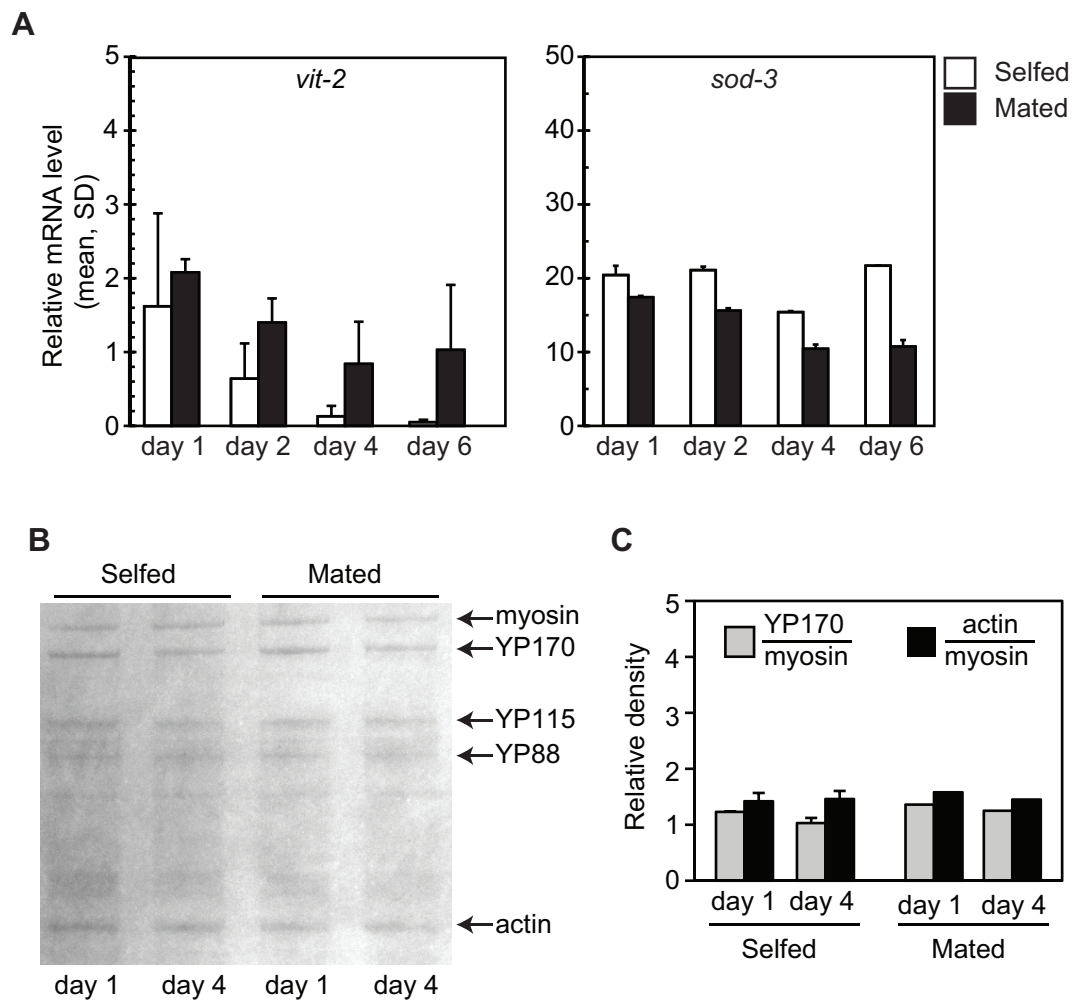 A
vit-2
sod-3
Selfed
Mated
Relative mRNA level
(mean, SD)
5
4
3
2
1
0
50
40
30
20
10
0
day 1 day 2 day 4 day 6
day 1 day 2 day 4 day 6
B
Selfed Mated
myosin
YP170
YP115
YP88
actin
day 1 day 4 day 1 day 4
C
Relative density
5
4
3
2
1
0
YP170
myosin
actin
myosin
day 1 day 4 day 1 day 4
Selfed Mated